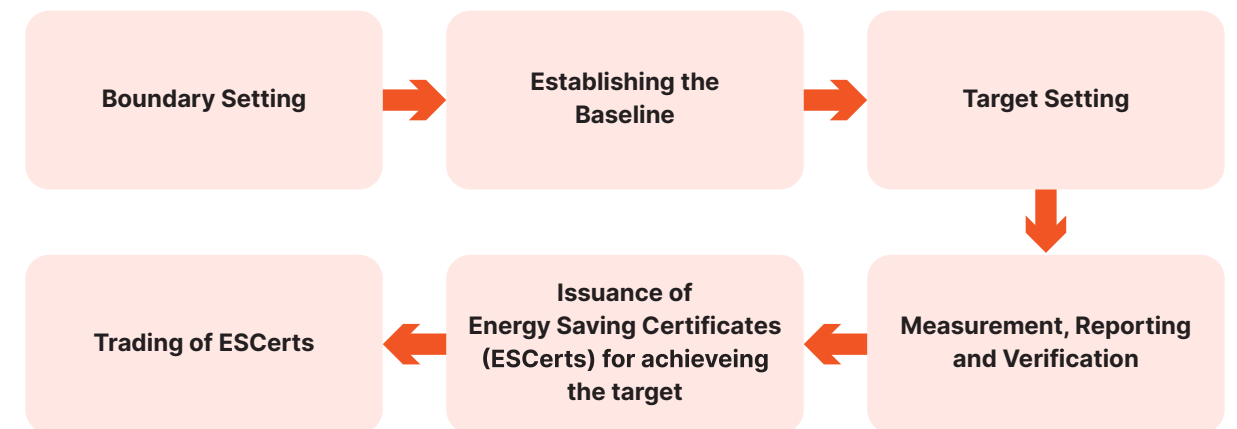 Boundary Setting
Establishing the
Baseline
Target Setting
Measurement, Reporting
and Verification
Issuance of
Energy Saving Certificates
(ESCerts) for achieveing
the target
Trading of ESCerts